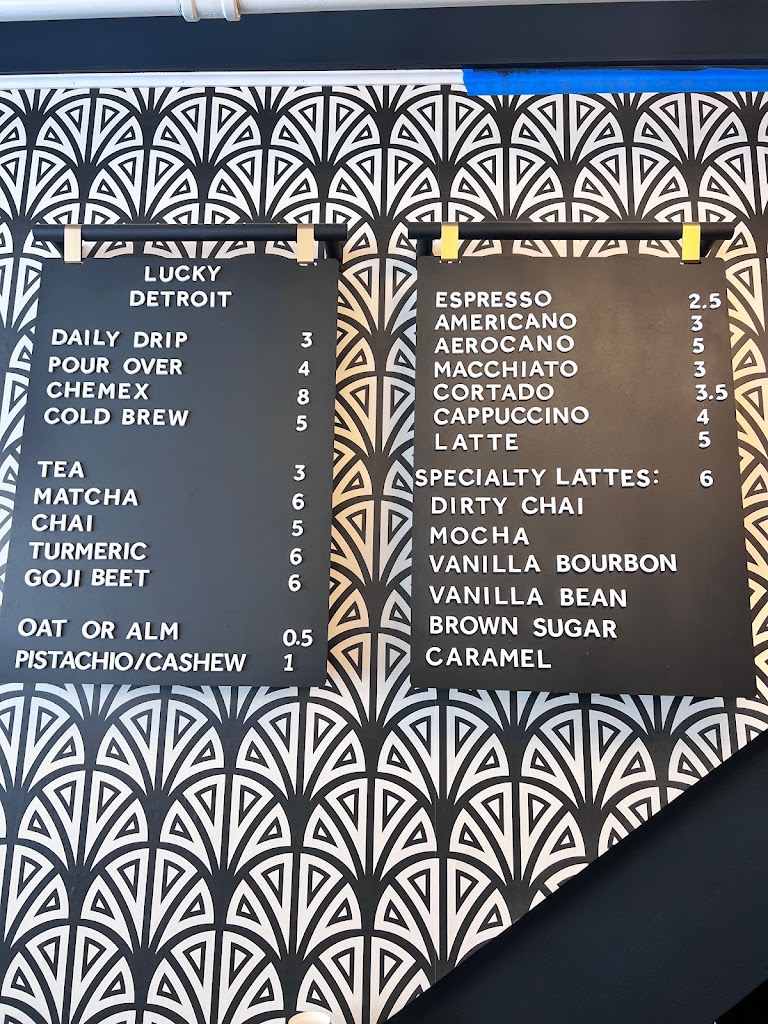 LUCKY
DETROIT
DAILY DRIP 3
POUR OVER 4
CHEMEX 8
COLD BREW 5
TEA 3
MATCHA 6
CHAI 5
TURMERIC 6
GOJI BEET 6
OAT OR ALM 0.5
PISTACHIO/CASHEW 1
ESPRESSO 2.5
AMERICANO 3
AEROCANO 5
MACCHIATO 3
CORTADO 3.5
CAPPUCCINO 4
LATTE 5
SPECIALTY LATTES: 6
DIRTY CHAI
MOCHA
VANILLA BOURBON
VANILLA BEAN
BROWN SUGAR
CARAMEL